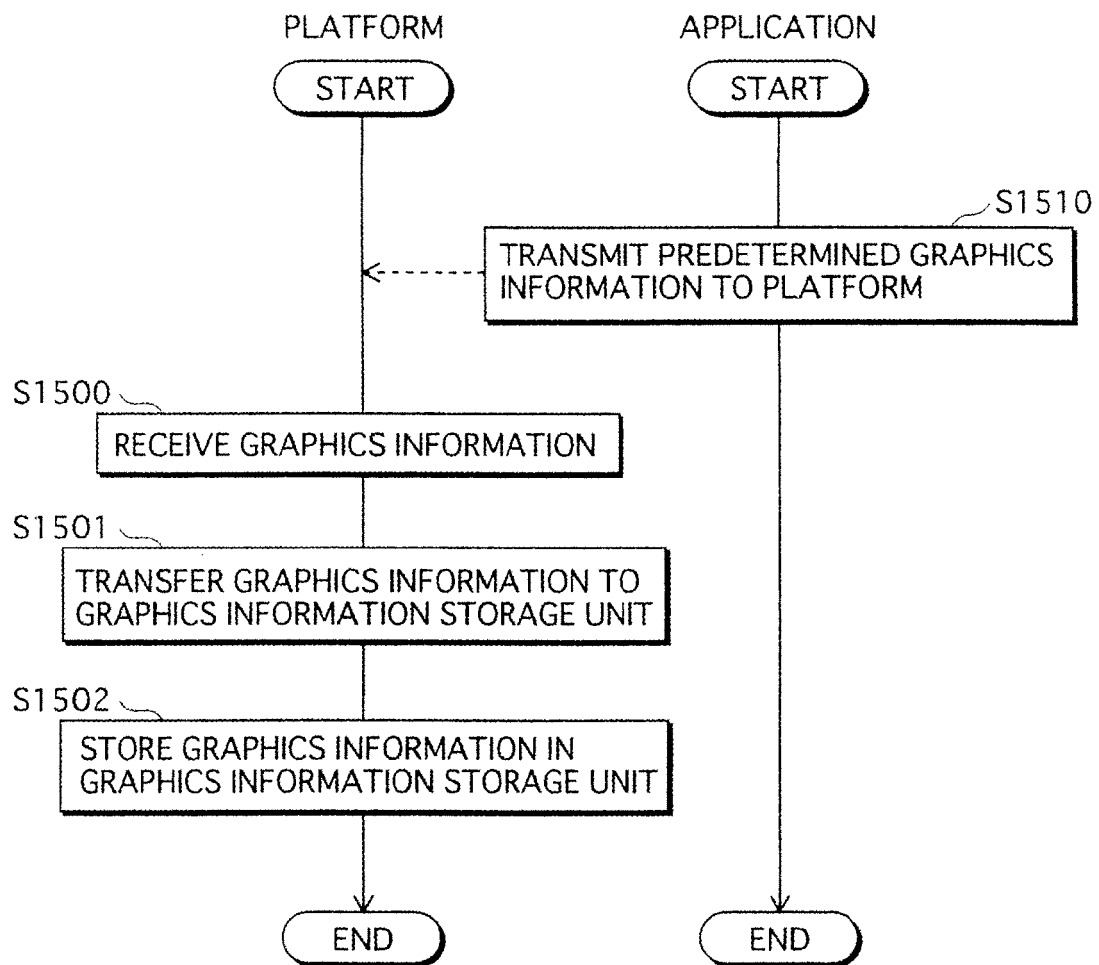 PLATFORM
APPLICATION
START
START
S1510
TRANSMIT PREDETERMINED GRAPHICS
INFORMATION TO PLATFORM
S1500
RECEIVE GRAPHICS INFORMATION
S1501
TRANSFER GRAPHICS INFORMATION TO
GRAPHICS INFORMATION STORAGE UNIT
S1502
STORE GRAPHICS INFORMATION IN
GRAPHICS INFORMATION STORAGE UNIT
END
END